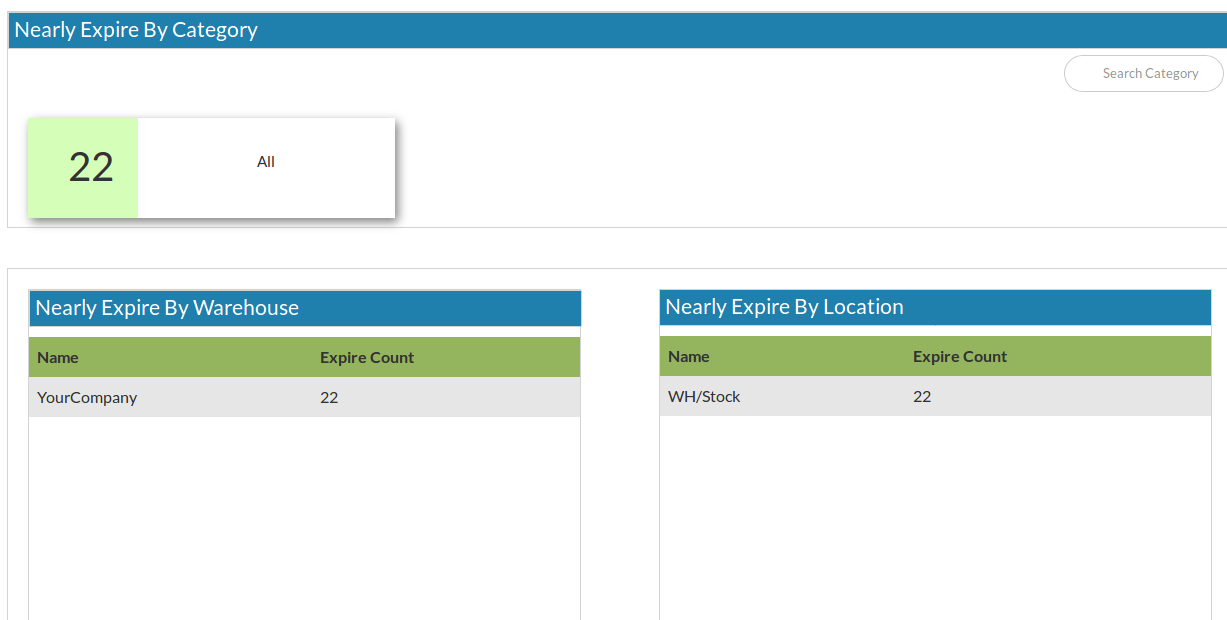 Nearly Expire By Category
Search Category
22 All
Nearly Expire By Warehouse
Name Expire Count
YourCompany 22
Nearly Expire By Location
Name Expire Count
WH/Stock 22